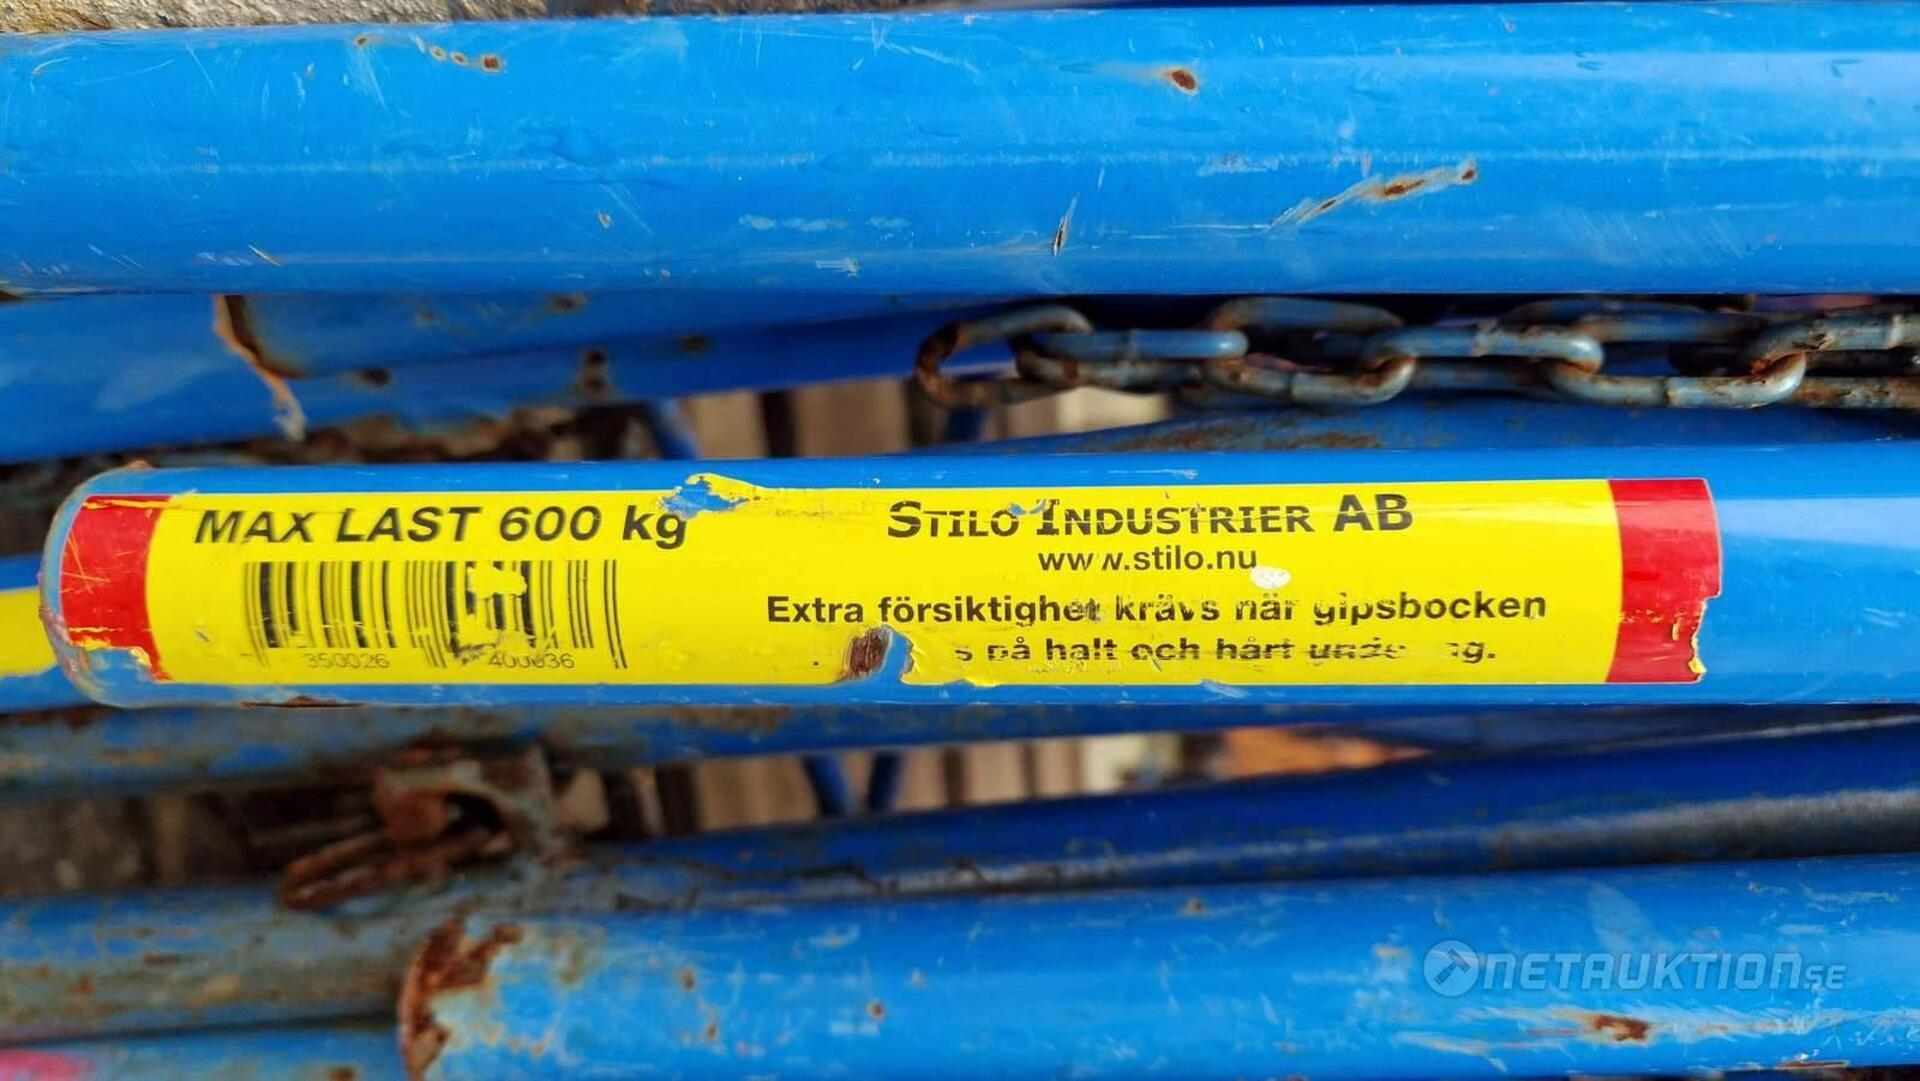 MAX LAST 600 kg
STILO INDUSTRIER AB
www.stilo.nu
Extra försiktighet krävs när gipsbocken
på halt och hårt
350026 400036
NETAUKTION.SE